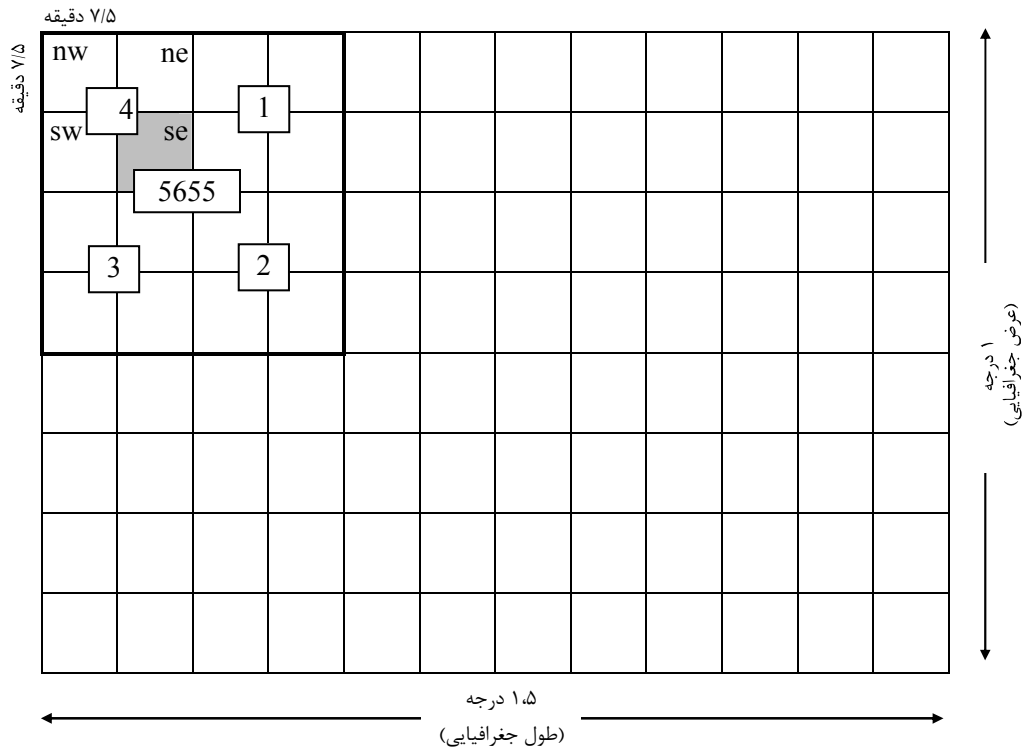 ۷/۵ دقیقه
۷/۵ دقیقه
nw ne
4 1
sw se
5655
3 2
۱ درجه
(عرض جغرافیایی)
۱،۵ درجه
(طول جغرافیایی)